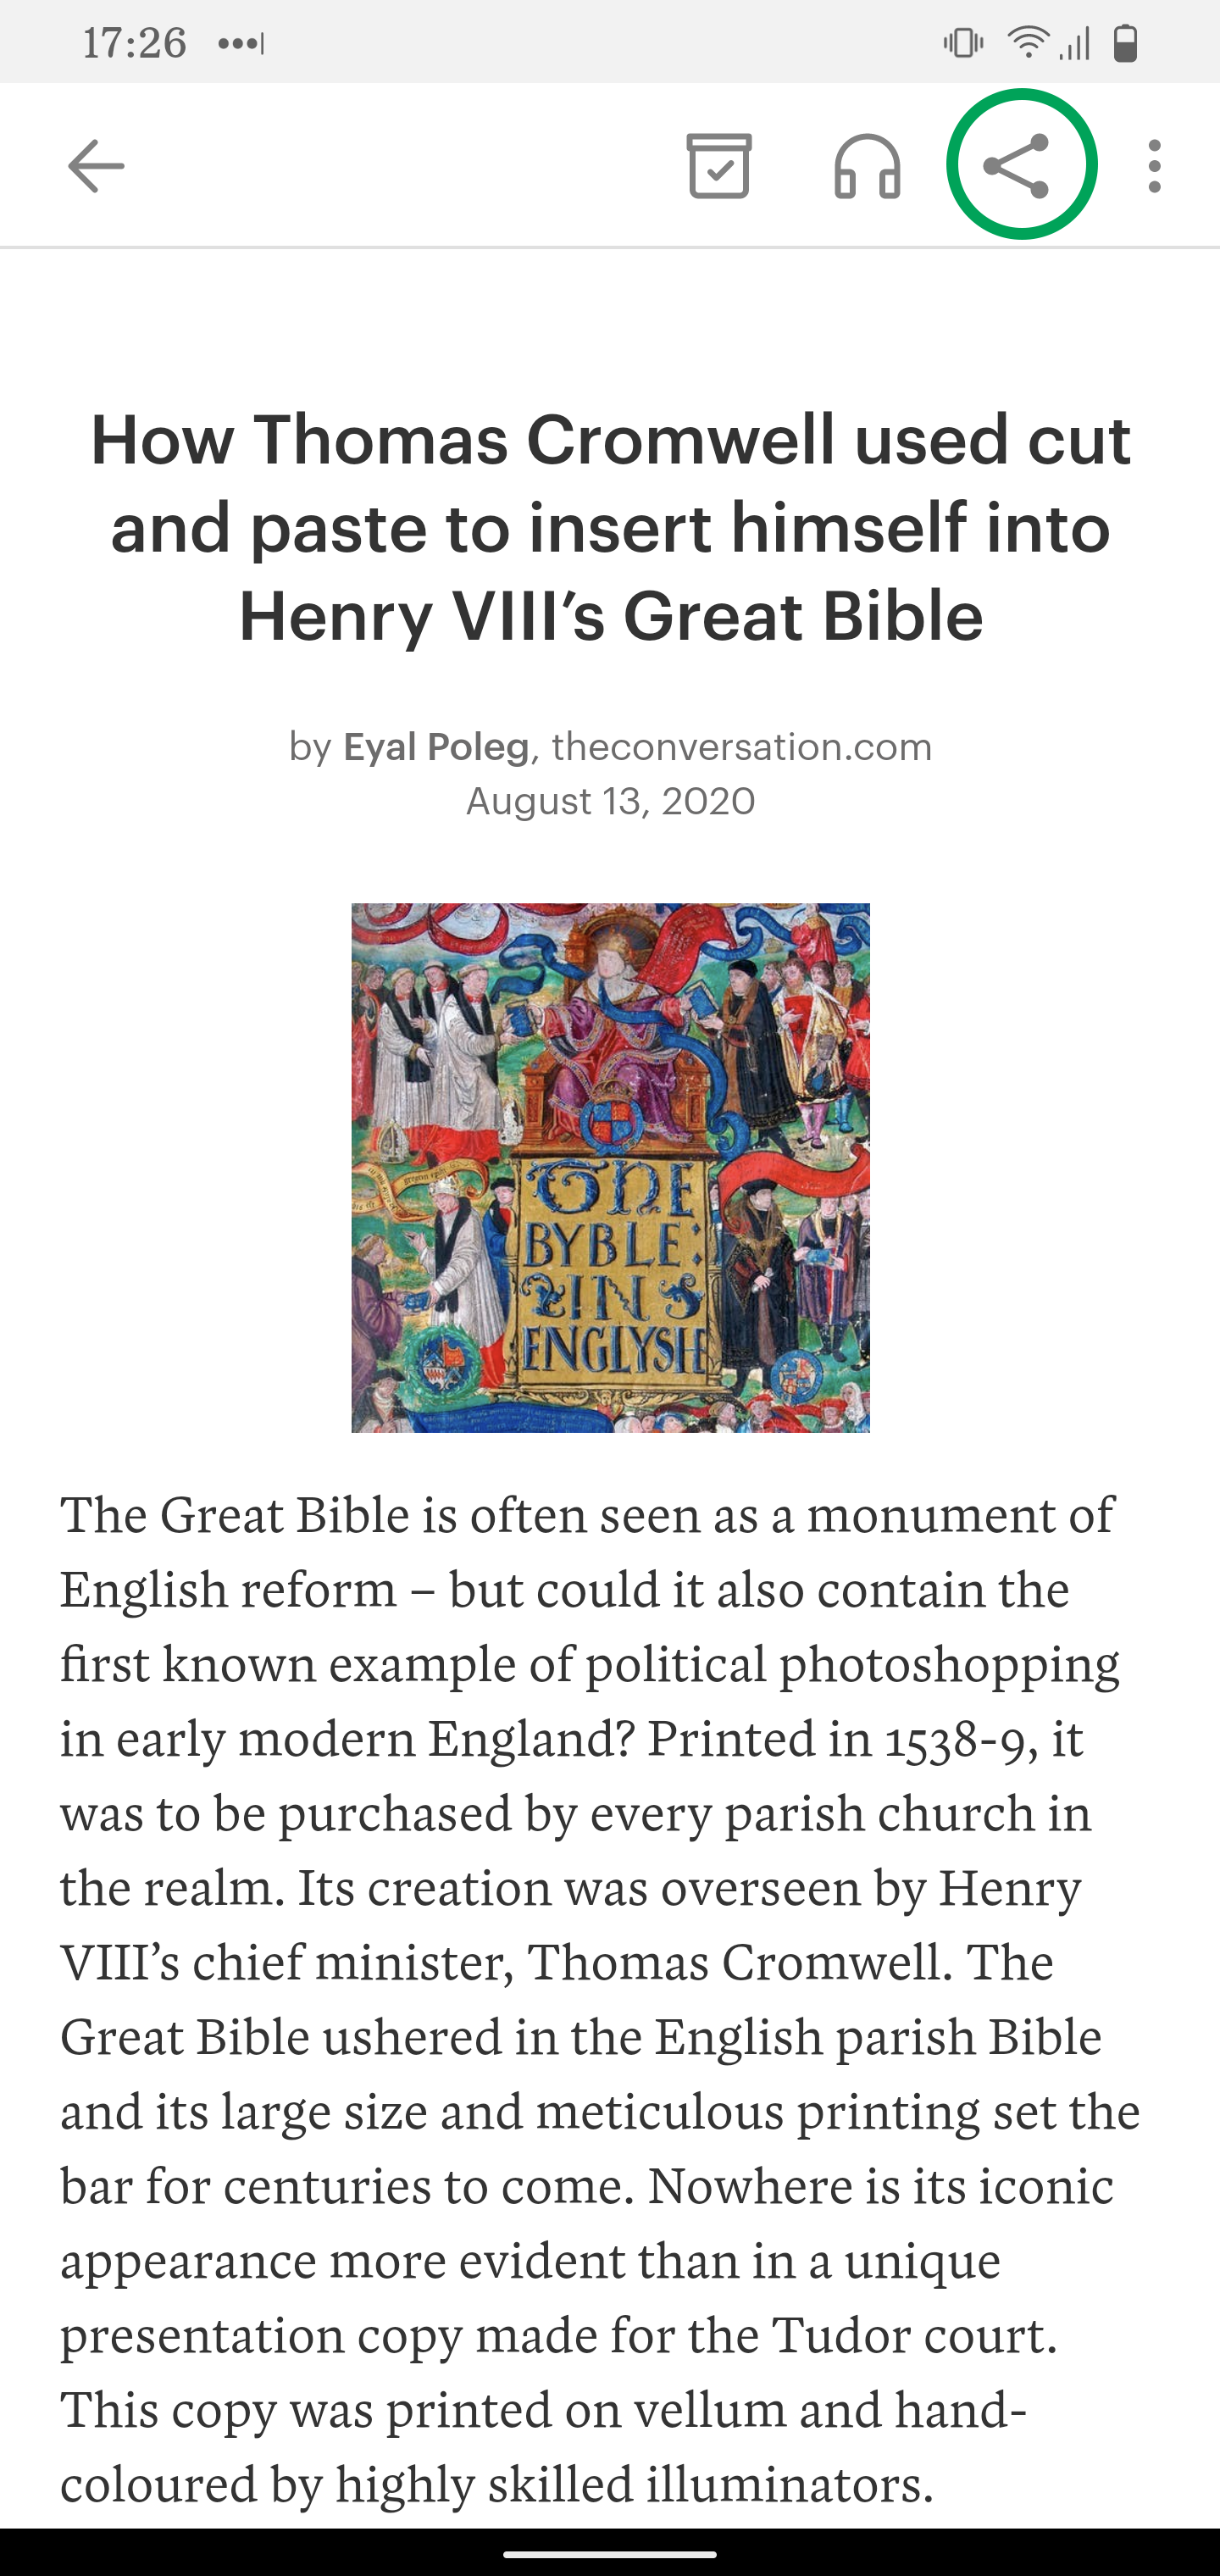 17:26
How Thomas Cromwell used cut
and paste to insert himself into
Henry VIII’s Great Bible
by Eyal Poleg, theconversation.com
August 13, 2020
THE
BYBLE:
IN
ENGLYSH
The Great Bible is often seen as a monument of
English reform – but could it also contain the
first known example of political photoshopping
in early modern England? Printed in 1538-9, it
was to be purchased by every parish church in
the realm. Its creation was overseen by Henry
VIII’s chief minister, Thomas Cromwell. The
Great Bible ushered in the English parish Bible
and its large size and meticulous printing set the
bar for centuries to come. Nowhere is its iconic
appearance more evident than in a unique
presentation copy made for the Tudor court.
This copy was printed on vellum and hand-
coloured by highly skilled illuminators.